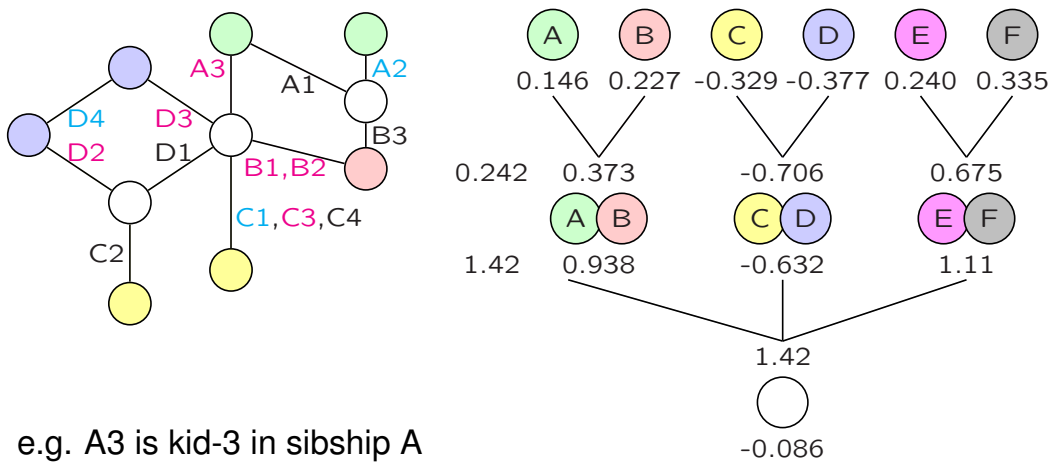 A B C D E F
0.146 0.227 -0.329 -0.377 0.240 0.335
A3 A1 A2
D4 D3
B3
D2 D1 B1,B2
0.242 0.373 -0.706 0.675
C1,C3,C4
A B C D E F
C2
1.42 0.938 -0.632 1.11
1.42
-0.086
e.g. A3 is kid-3 in sibship A